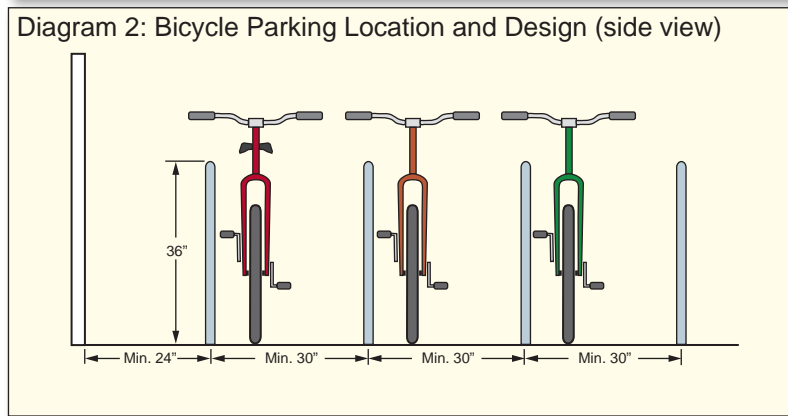 Diagram 2: Bicycle Parking Location and Design (side view)
36”
Min. 24” Min. 30” Min. 30” Min. 30”